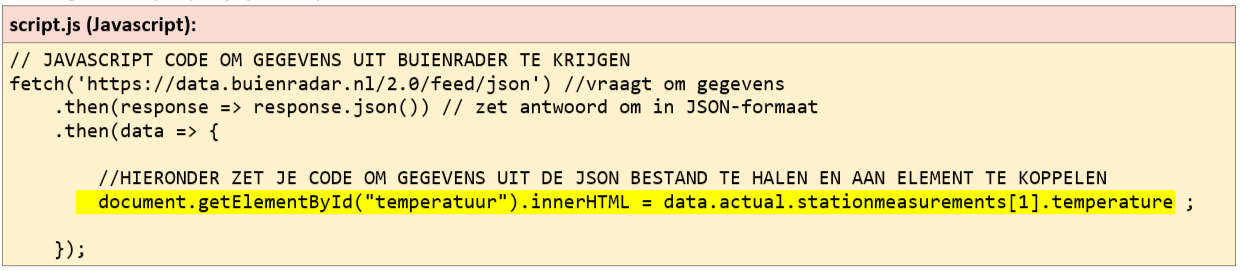 script.js (Javascript):
// JAVASCRIPT CODE OM GEGEVENS UIT BUIENRADER TE KRIJGEN
fetch('https://data.buienradar.nl/2.0/feed/json') //vraagt om gegevens
    .then(response => response.json()) // zet antwoord om in JSON-formaat
    .then(data => {
        //HIERONDER ZET JE CODE OM GEGEVENS UIT DE JSON BESTAND TE HALEN EN AAN ELEMENT TE KOPPELEN
        document.getElementById("temperatuur").innerHTML = data.actual.stationmeasurements[1].temperature ;
    });